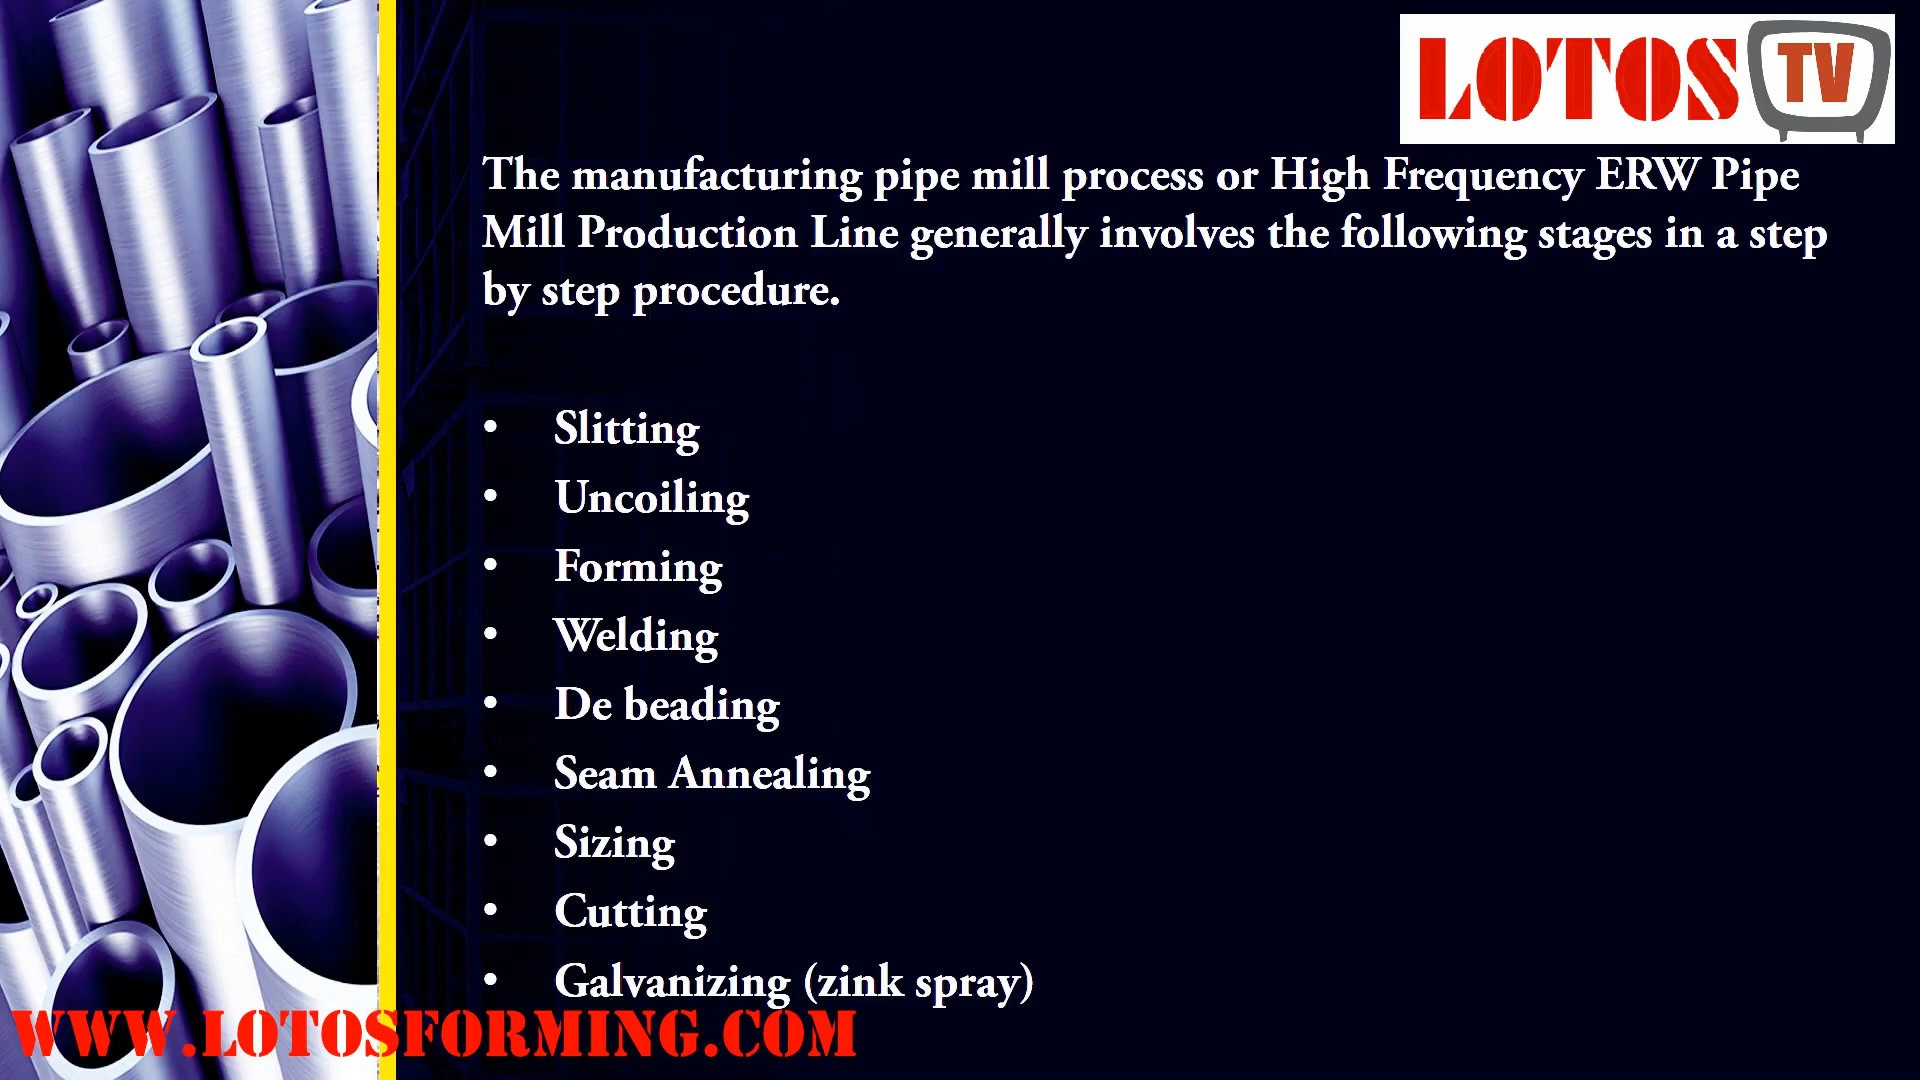 LOTOS TV
The manufacturing pipe mill process or High Frequency ERW Pipe
Mill Production Line generally involves the following stages in a step
by step procedure.
• Slitting
• Uncoiling
• Forming
• Welding
• De beading
• Seam Annealing
• Sizing
• Cutting
• Galvanizing (zink spray)
WWW.LOTOSFORMING.COM